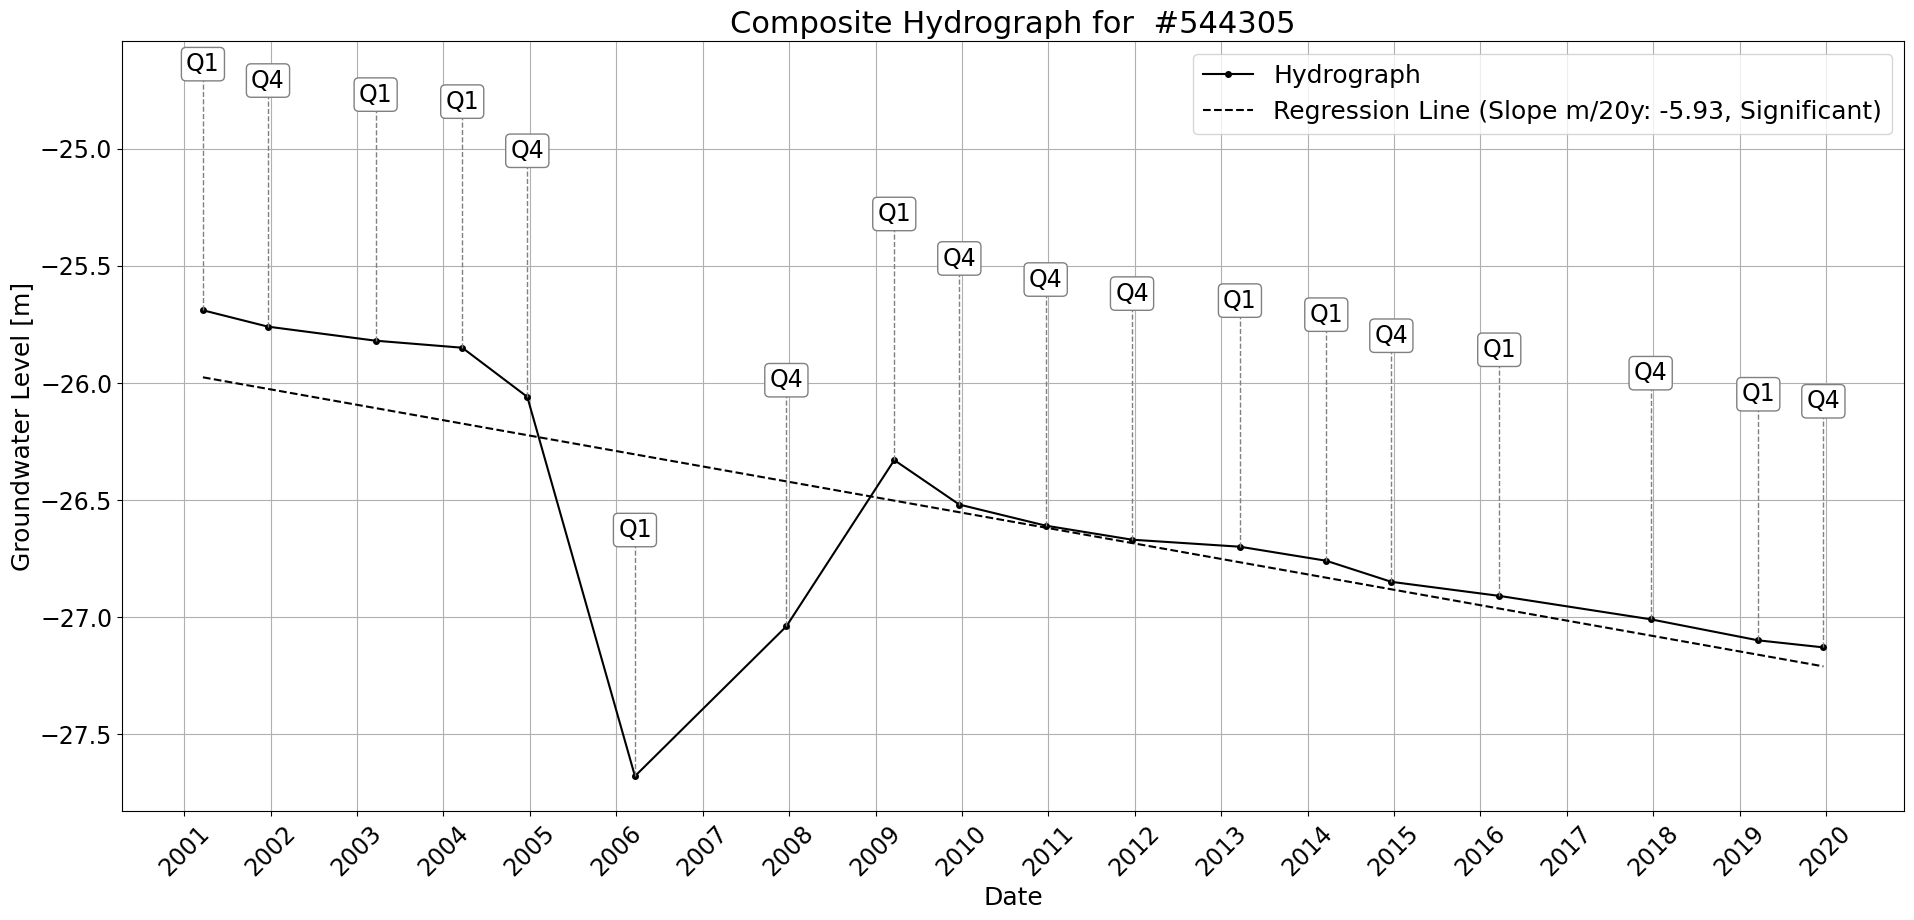 Composite Hydrograph for  #544305
Hydrograph
Regression Line (Slope m/20y: -5.93, Significant)
Q1
Q4
Q1
Q1
Q4
Q1
Q4
Q1
Q4
Q4
Q4
Q1
Q1
Q4
Q1
Q4
Q1
Q4
Groundwater Level [m]
−25.0
−25.5
−26.0
−26.5
−27.0
−27.5
2001
2002
2003
2004
2005
2006
2007
2008
2009
2010
2011
2012
2013
2014
2015
2016
2017
2018
2019
2020
Date